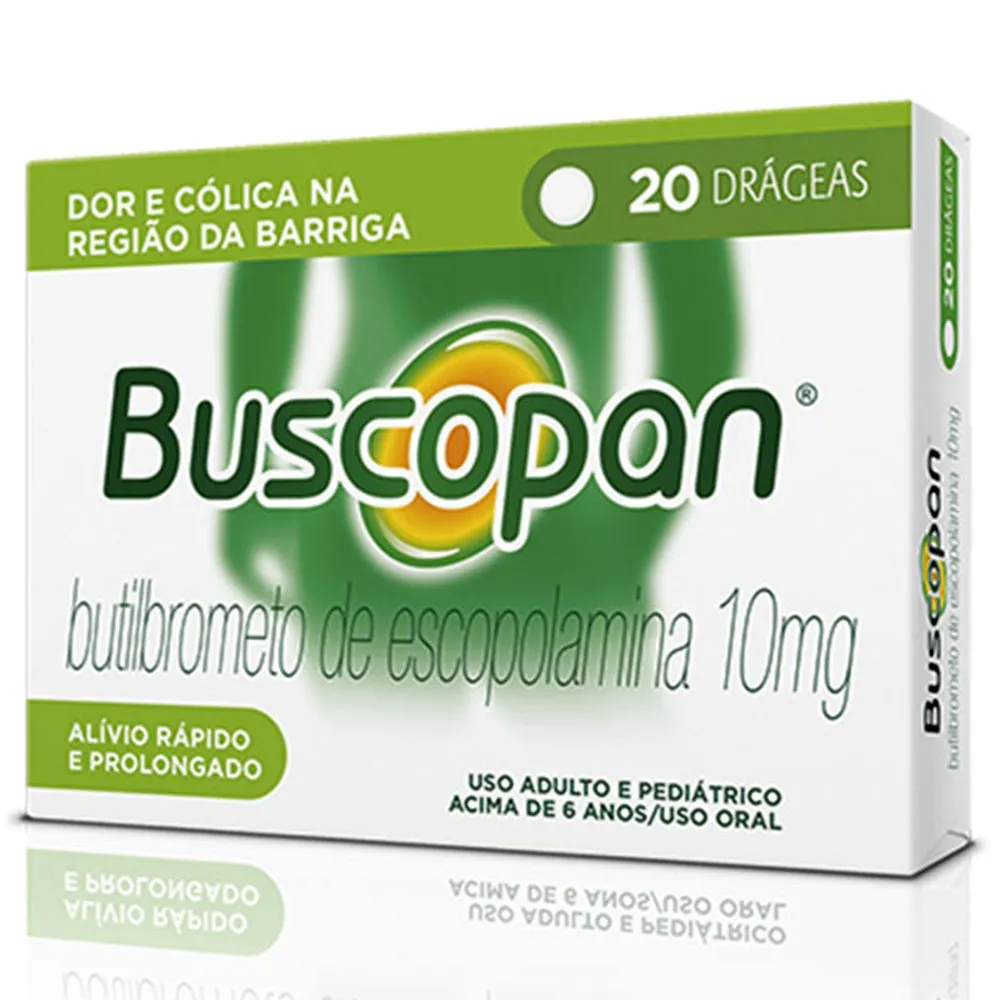 DOR E CÓLICA NA
REGIÃO DA BARRIGA
20 DRÁGEAS
Buscopan®
butilbrometo de escopolamina 10mg
ALÍVIO RÁPIDO
E PROLONGADO
USO ADULTO E PEDIÁTRICO
ACIMA DE 6 ANOS/USO ORAL
20 DRÁGEAS
Buscopan
butilbrometo de escopolamina 10mg